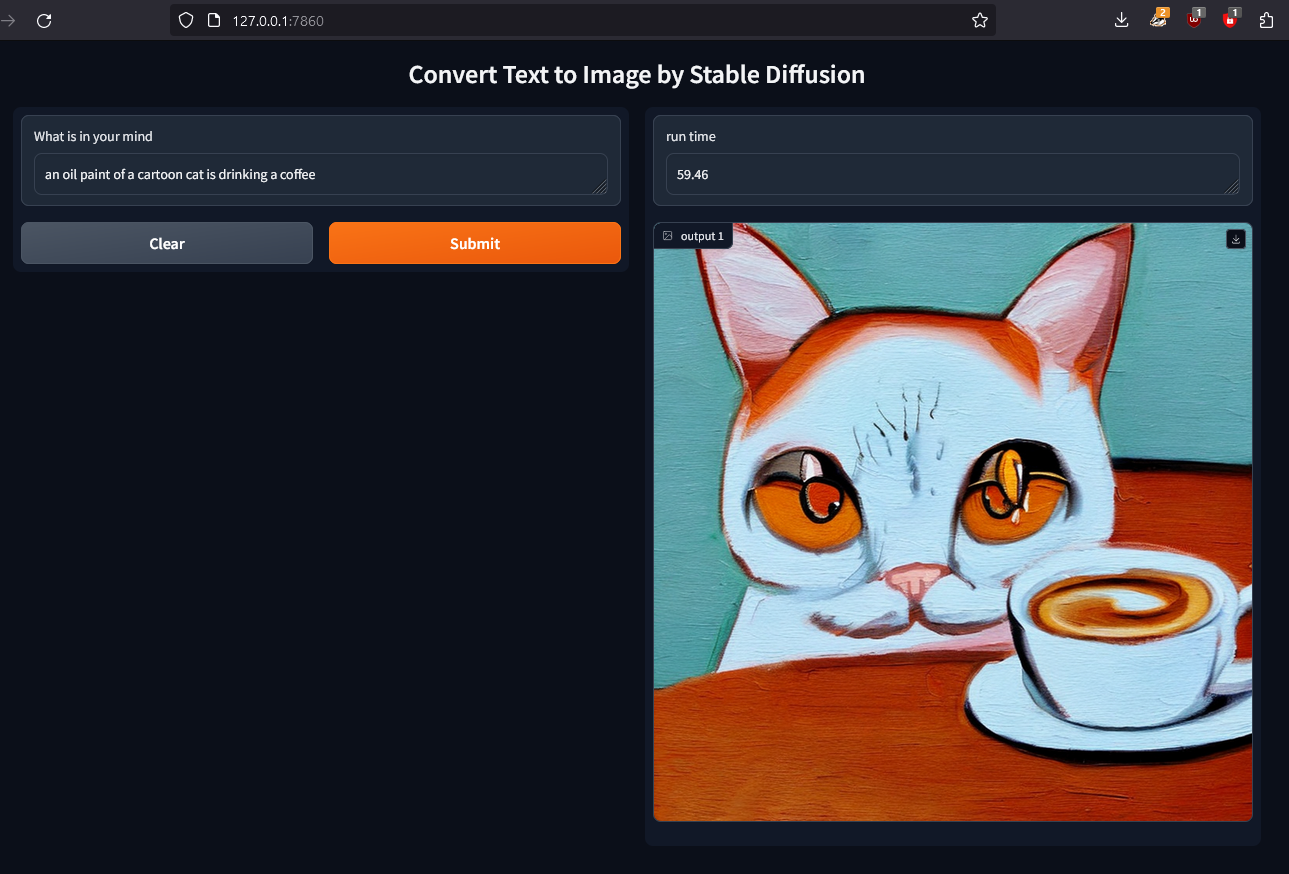 127.0.0.1:7860
2
1
1
Convert Text to Image by Stable Diffusion
What is in your mind
an oil paint of a cartoon cat is drinking a coffee
Clear
Submit
run time
59.46
output 1